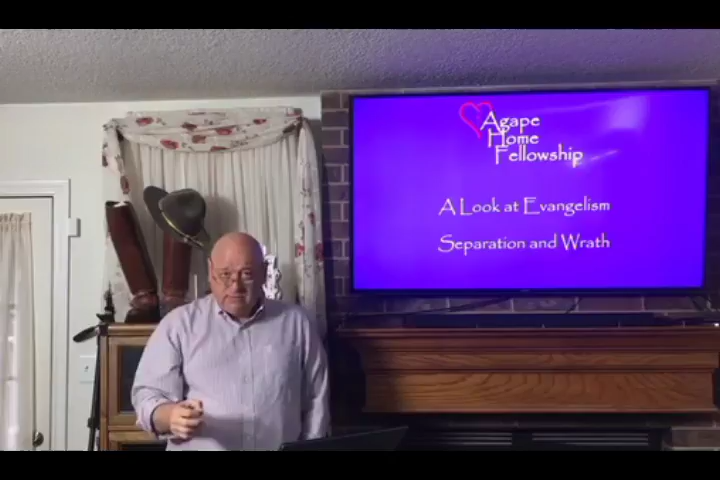 Agape
Home
Fellowship
A Look at Evangelism
Separation and Wrath